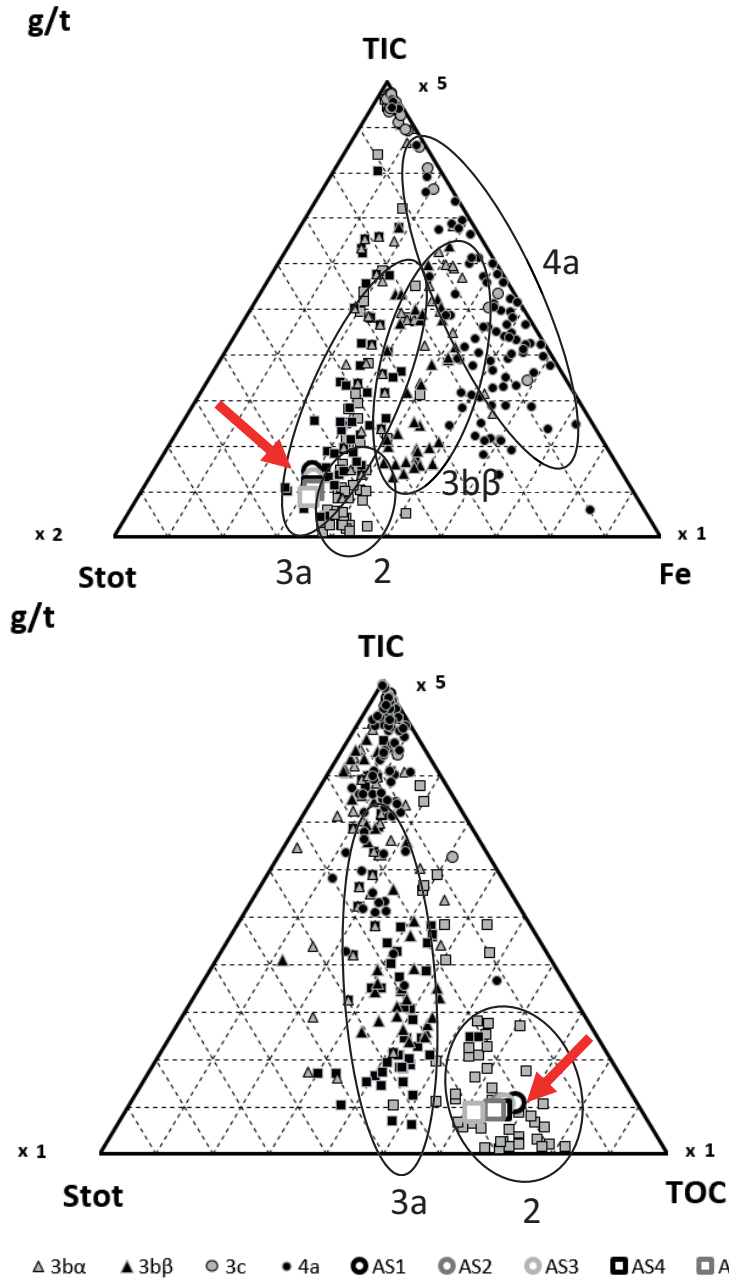 g/t
TIC
x 5
4a
3bβ
x 2
x 1
Stot
3a
2
Fe
g/t
TIC
x 5
x 1
x 1
Stot
3a
2
TOC
3bα 3bβ 3c 4a AS1 AS2 AS3 AS4